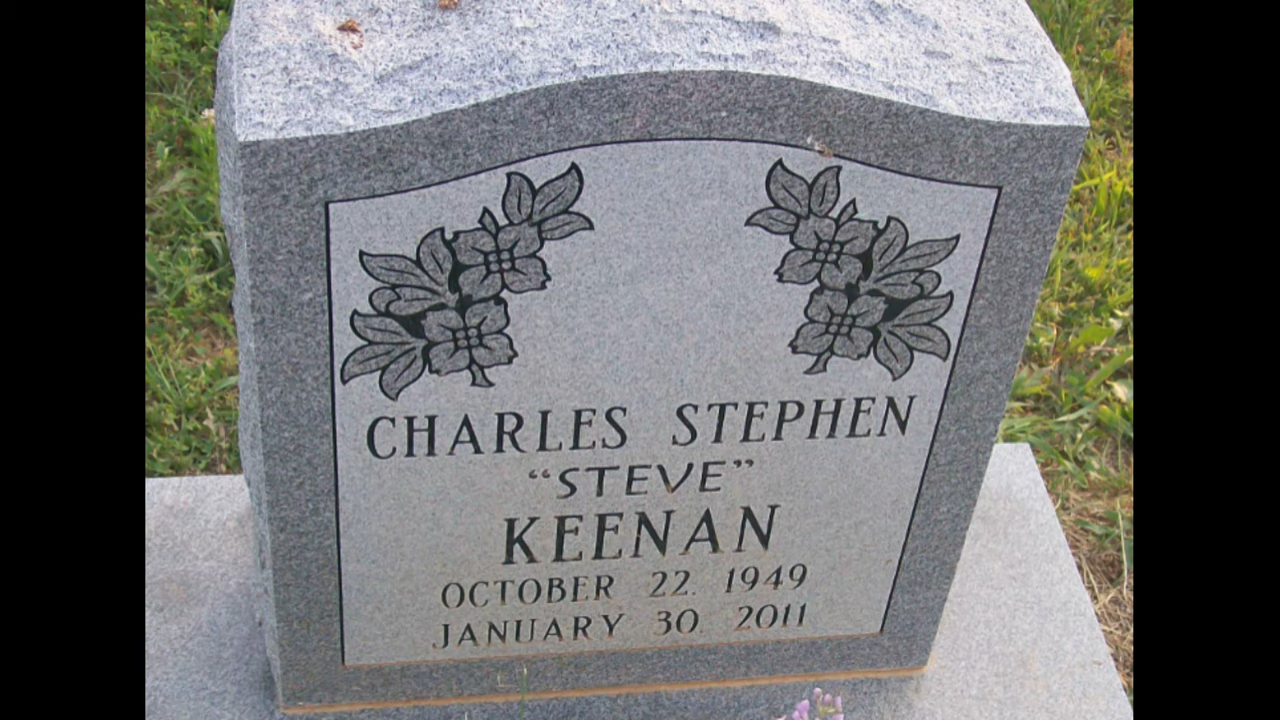 CHARLES STEPHEN
“STEVE”
KEENAN
OCTOBER 22, 1949
JANUARY 30, 2011